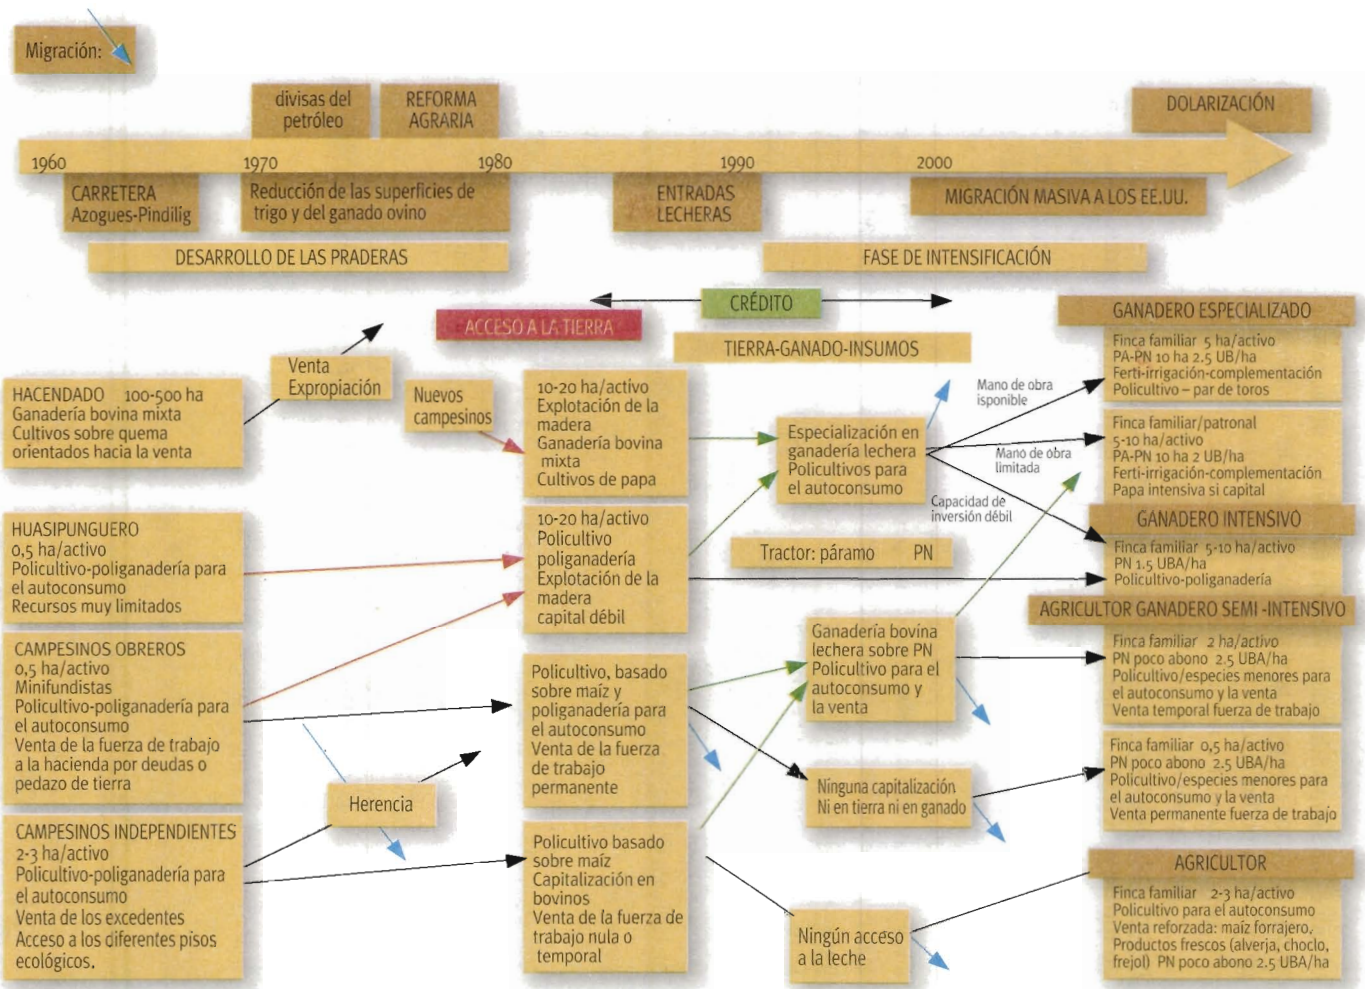 Migración:
divisas del
petróleo
REFORMA
AGRARIA
DOLARIZACIÓN
1960
1970
1980
1990
2000
CARRETERA
Azogues-Pindilig
Reducción de las superficies de
trigo y del ganado ovino
ENTRADAS
LECHERAS
MIGRACIÓN MASIVA A LOS EE.UU.
DESARROLLO DE LAS PRADERAS
FASE DE INTENSIFICACIÓN
CRÉDITO
ACCESO A LA TIERRA
TIERRA-GANADO-INSUMOS
HACENDADO 100-500 ha
Ganadería bovina mixta
Cultivos sobre quema
orientados hacia la venta
Venta
Expropiación
Nuevos
campesinos
HUASIPUNGUERO
0,5 ha/activo
Policultivo-poliganadería para
el autoconsumo
Recursos muy limitados
CAMPESINOS OBREROS
0,5 ha/activo
Minifundistas
Policultivo-poliganadería para
el autoconsumo
Venta de la fuerza de trabajo
a la hacienda por deudas o
pedazo de tierra
Herencia
CAMPESINOS INDEPENDIENTES
2-3 ha/activo
Policultivo-poliganadería para
el autoconsumo
Venta de los excedentes
Acceso a los diferentes pisos
ecológicos.
10-20 ha/activo
Explotación de la
madera
Ganadería bovina
mixta
Cultivos de papa
10-20 ha/activo
Policultivo
poliganadería
Explotación de la
madera
capital débil
Policultivo, basado
sobre maíz y
poliganadería para
el autoconsumo
Venta de la fuerza
de trabajo
permanente
Policultivo basado
sobre maíz
Capitalización en
bovinos
Venta de la fuerza de
trabajo nula o
temporal
Especialización en
ganadería lechera
Policultivos para
el autoconsumo
Mano de obra
isponible
Mano de obra
limitada
Capacidad de
inversión débil
Tractor: páramo PN
Ganadería bovina
lechera sobre PN
Policultivo para el
autoconsumo y
la venta
Ninguna capitalización
Ni en tierra ni en ganado
Ningún acceso
a la leche
GANADERO ESPECIALIZADO
Finca familiar 5 ha/activo
PA-PN 10 ha 2.5 UB/ha
Ferti-irrigación-complementación
Policultivo – par de toros
Finca familiar/patronal
5-10 ha/activo
PA-PN 10 ha 2 UB/ha
Ferti-irrigación-complementación
Papa intensiva si capital
GANADERO INTENSIVO
Finca familiar 5-10 ha/activo
PN 1.5 UBA/ha
Policultivo-poliganadería
AGRICULTOR GANADERO SEMI -INTENSIVO
Finca familiar 2 ha/activo
PN poco abono 2.5 UBA/ha
Policultivo/especies menores para
el autoconsumo y la venta
Venta temporal fuerza de trabajo
Finca familiar 0,5 ha/activo
PN poco abono 2.5 UBA/ha
Policultivo/especies menores para
el autoconsumo y la venta
Venta permanente fuerza de trabajo
AGRICULTOR
Finca familiar 2-3 ha/activo
Policultivo para el autoconsumo
Venta reforzada: maíz forrajero.
Productos frescos (alverja, choclo,
frejol) PN poco abono 2.5 UBA/ha